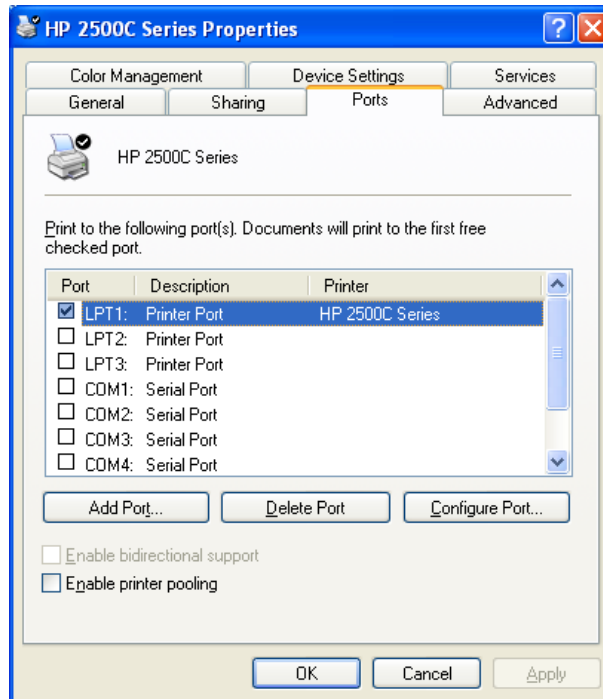 HP 2500C Series Properties
Color Management Device Settings Services
General Sharing Ports Advanced
HP 2500C Series
Print to the following port(s). Documents will print to the first free
checked port.
Port Description Printer
LPT1: Printer Port HP 2500C Series
LPT2: Printer Port
LPT3: Printer Port
COM1: Serial Port
COM2: Serial Port
COM3: Serial Port
COM4: Serial Port
Add Port... Delete Port Configure Port...
Enable bidirectional support
Enable printer pooling
OK Cancel Apply